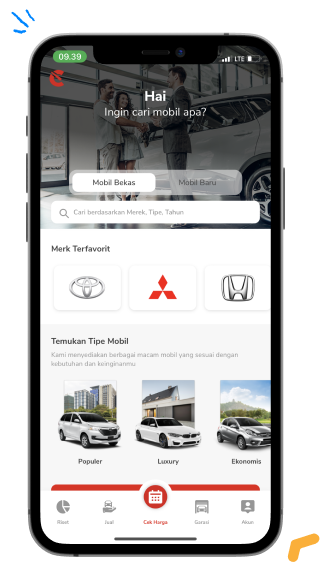 09.39
LTE
Hai
Ingin cari mobil apa?
Mobil Bekas
Mobil Baru
Cari berdasarkan Merek, Tipe, Tahun
Merk Terfavorit
Temukan Tipe Mobil
Kami menyediakan berbagai macam mobil yang sesuai dengan
kebutuhan dan keinginanmu
Populer
Luxury
Ekonomis
Riset
Jual
Cek Harga
Garasi
Akun